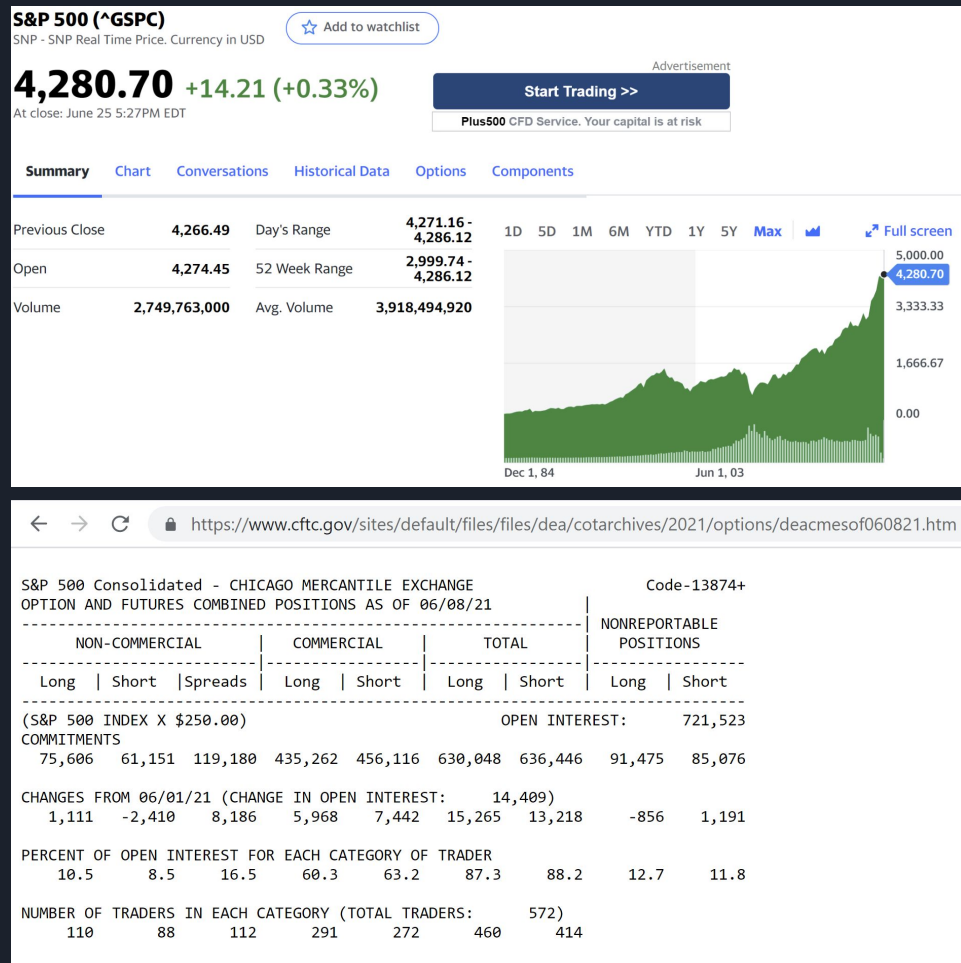 S&P 500 (^GSPC)
SNP - SNP Real Time Price. Currency in USD
Add to watchlist
4,280.70 +14.21 (+0.33%)
At close: June 25 5:27PM EDT
Advertisement
Start Trading >>
Plus500 CFD Service. Your capital is at risk
Summary Chart Conversations Historical Data Options Components
Previous Close 4,266.49
Open 4,274.45
Volume 2,749,763,000
Day's Range 4,271.16 -
4,286.12
52 Week Range 2,999.74 -
4,286.12
Avg. Volume 3,918,494,920
1D 5D 1M 6M YTD 1Y 5Y Max Full screen
5,000.00
4,280.70
3,333.33
1,666.67
0.00
Dec 1, 84 Jun 1, 03
https://www.cftc.gov/sites/default/files/files/dea/cotarchives/2021/options/deacmesof060821.htm
S&P 500 Consolidated - CHICAGO MERCANTILE EXCHANGE Code-13874+
OPTION AND FUTURES COMBINED POSITIONS AS OF 06/08/21 |
--------------------------------------------------------------| NONREPORTABLE
NON-COMMERCIAL | COMMERCIAL | TOTAL | POSITIONS
--------------------------|-----------------|-----------------|-----------------
Long | Short |Spreads | Long | Short | Long | Short | Long | Short
--------------------------------------------------------------------------------
(S&P 500 INDEX X $250.00) OPEN INTEREST: 721,523
COMMITMENTS
75,606 61,151 119,180 435,262 456,116 630,048 636,446 91,475 85,076
CHANGES FROM 06/01/21 (CHANGE IN OPEN INTEREST: 14,409)
1,111 -2,410 8,186 5,968 7,442 15,265 13,218 -856 1,191
PERCENT OF OPEN INTEREST FOR EACH CATEGORY OF TRADER
10.5 8.5 16.5 60.3 63.2 87.3 88.2 12.7 11.8
NUMBER OF TRADERS IN EACH CATEGORY (TOTAL TRADERS: 572)
110 88 112 291 272 460 414